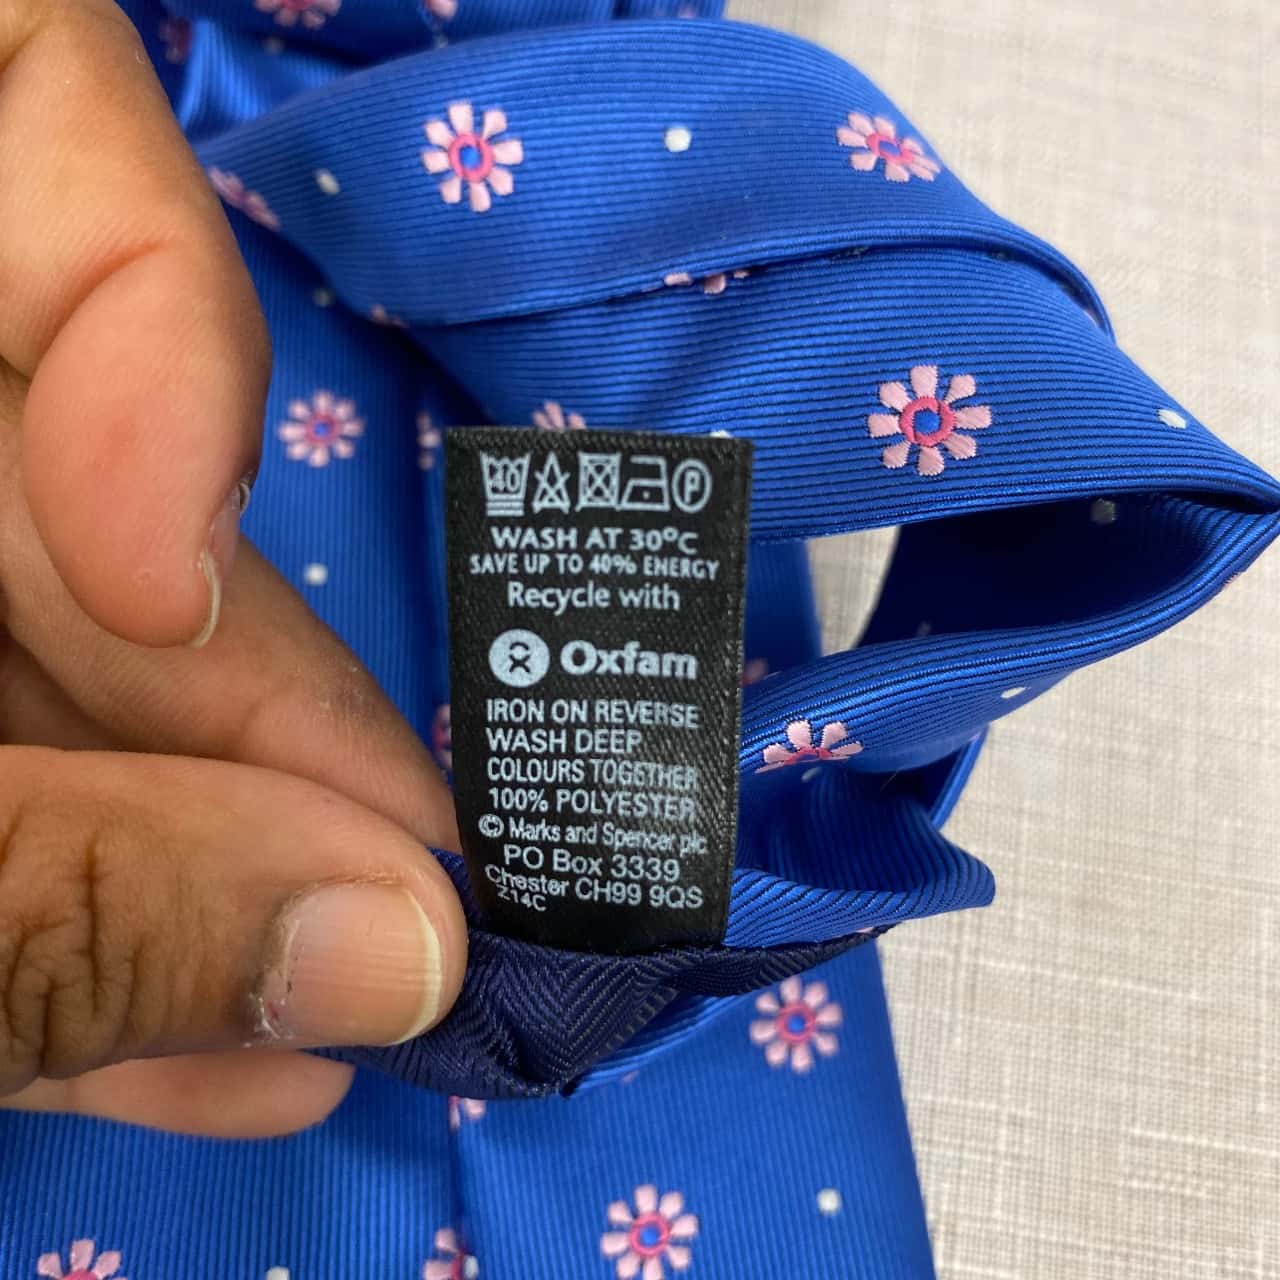 40 P
WASH AT 30°C
SAVE UP TO 40% ENERGY
Recycle with
Oxfam
IRON ON REVERSE
WASH DEEP
COLOURS TOGETHER
100% POLYESTER
© Marks and Spencer plc
PO Box 3339
Chester CH99 9QS
Z14C